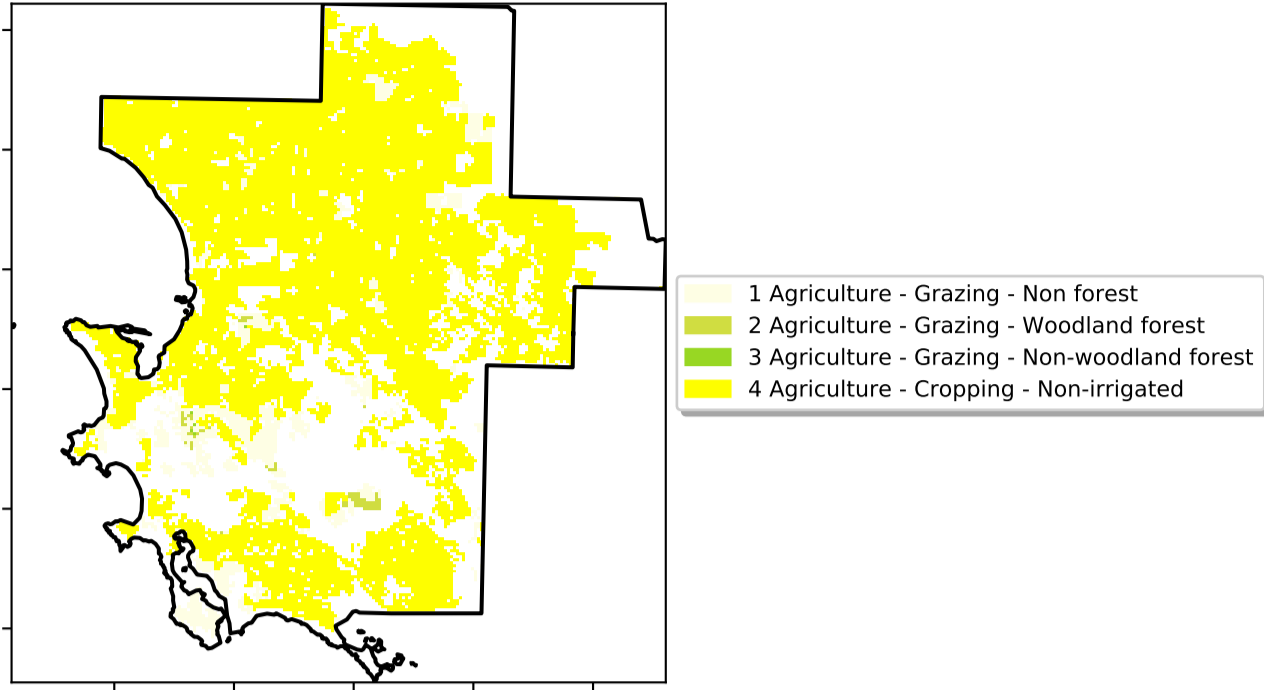 1 Agriculture - Grazing - Non forest
2 Agriculture - Grazing - Woodland forest
3 Agriculture - Grazing - Non-woodland forest
4 Agriculture - Cropping - Non-irrigated